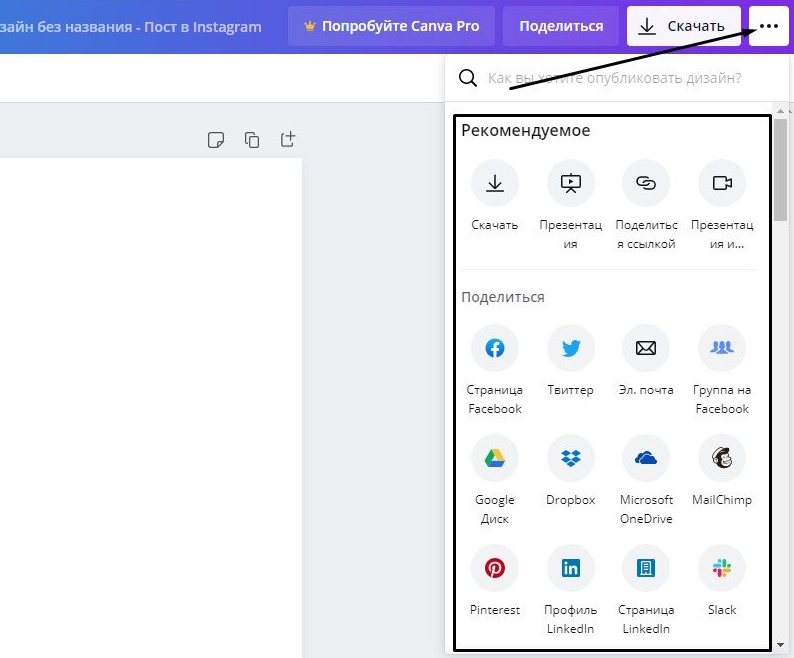 зайн без названия - Пост в Instagram
Попробуйте Canva Pro
Поделиться
Скачать
Как вы хотите опубликовать дизайн?
Рекомендуемое
Скачать
Презентац
ия
Поделитьс
я ссылкой
Презентац
ия и...
Поделиться
Страница
Facebook
Твиттер
Эл. почта
Группа на
Facebook
Google
Диск
Dropbox
Microsoft
OneDrive
MailChimp
Pinterest
Профиль
LinkedIn
Страница
LinkedIn
Slack